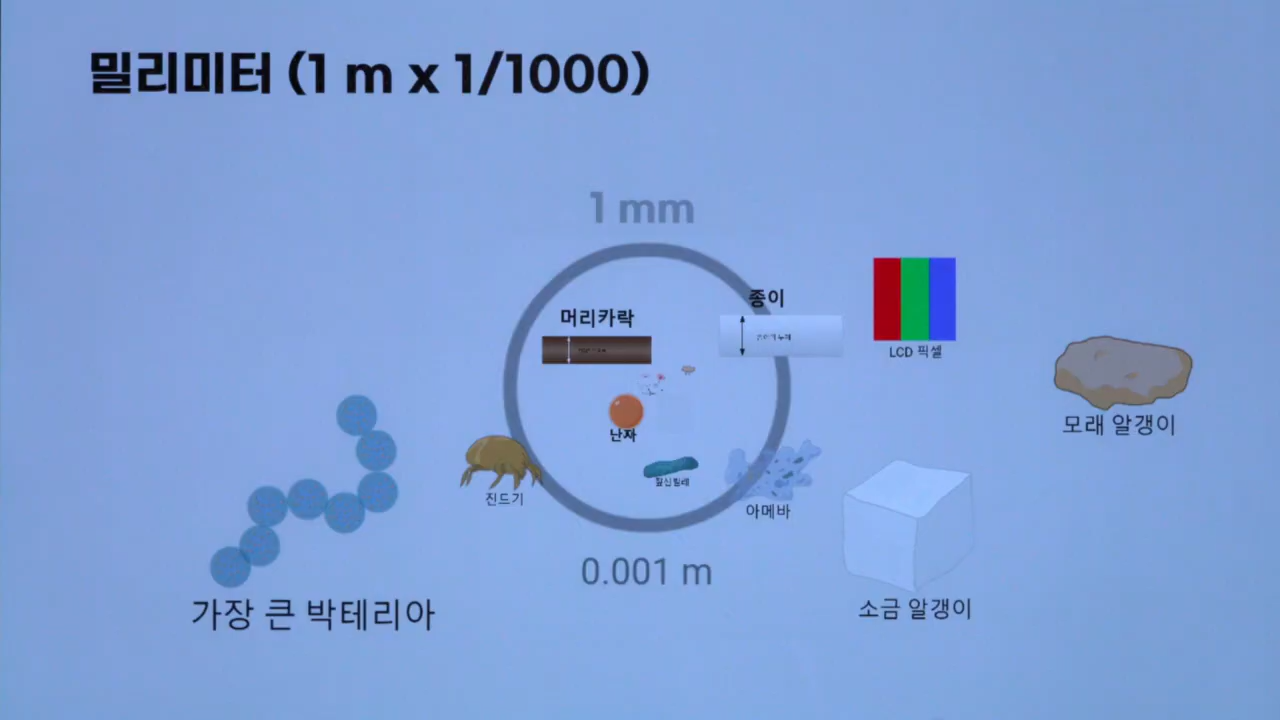 밀리미터 (1 m x 1/1000)
1 mm
종이
머리카락
LCD 픽셀
모래 알갱이
난자
진드기
짚신벌레
아메바
0.001 m
가장 큰 박테리아
소금 알갱이